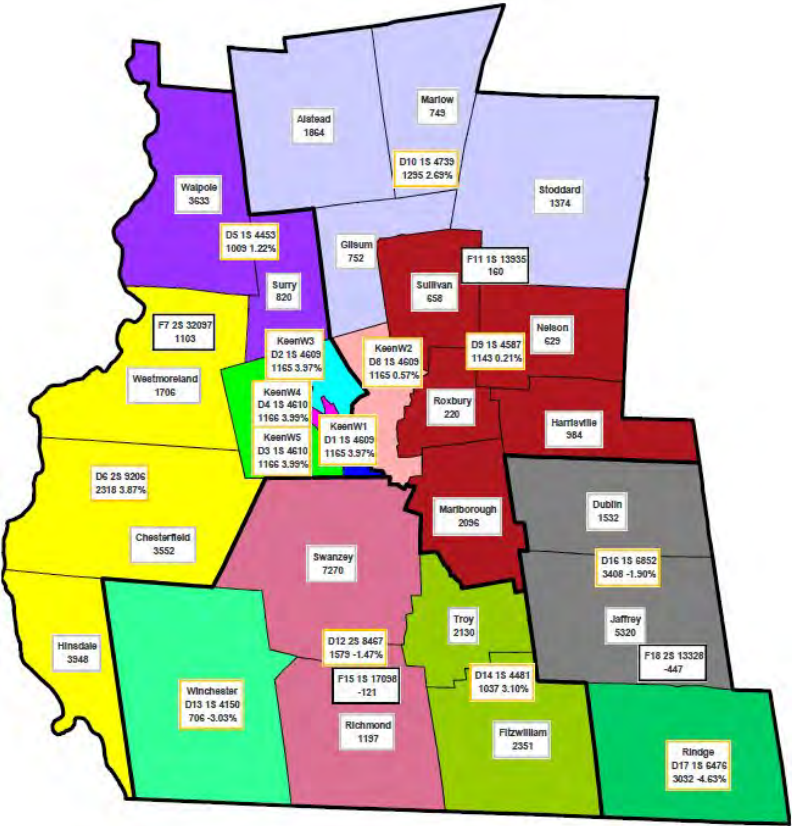 Alstead
1864
Marlow
743
D10 1S 4739
1295 2.69%
Walpole
3633
Stoddard
1374
D5 1S 4453
1009 1.22%
Gilsum
752
F11 1S 13935
160
Surry
820
Sullivan
658
F7 2S 32097
1103
Nelson
629
KeenW3
D2 1S 4609
1165 3.97%
KeenW2
D8 1S 4609
1165 0.57%
D9 1S 4587
1143 0.21%
Westmoreland
1706
KeenW4
D4 1S 4610
1166 3.99%
Roxbury
220
KeenW1
D1 1S 4609
1165 3.97%
Harrisville
984
KeenW5
D3 1S 4610
1166 3.99%
D6 2S 9206
2318 3.87%
Marlborough
2096
Dublin
1532
Chesterfield
3552
Swanzey
7270
D16 1S 6852
3408 -1.90%
Troy
2130
Jaffrey
5320
Hinsdale
3948
D12 2S 8467
1579 -1.47%
F18 2S 13328
-447
F15 1S 17098
-121
D14 1S 4481
1037 3.10%
Winchester
D13 1S 4150
706 -3.03%
Richmond
1197
Fitzwilliam
2351
Rindge
D17 1S 6476
3032 -4.63%